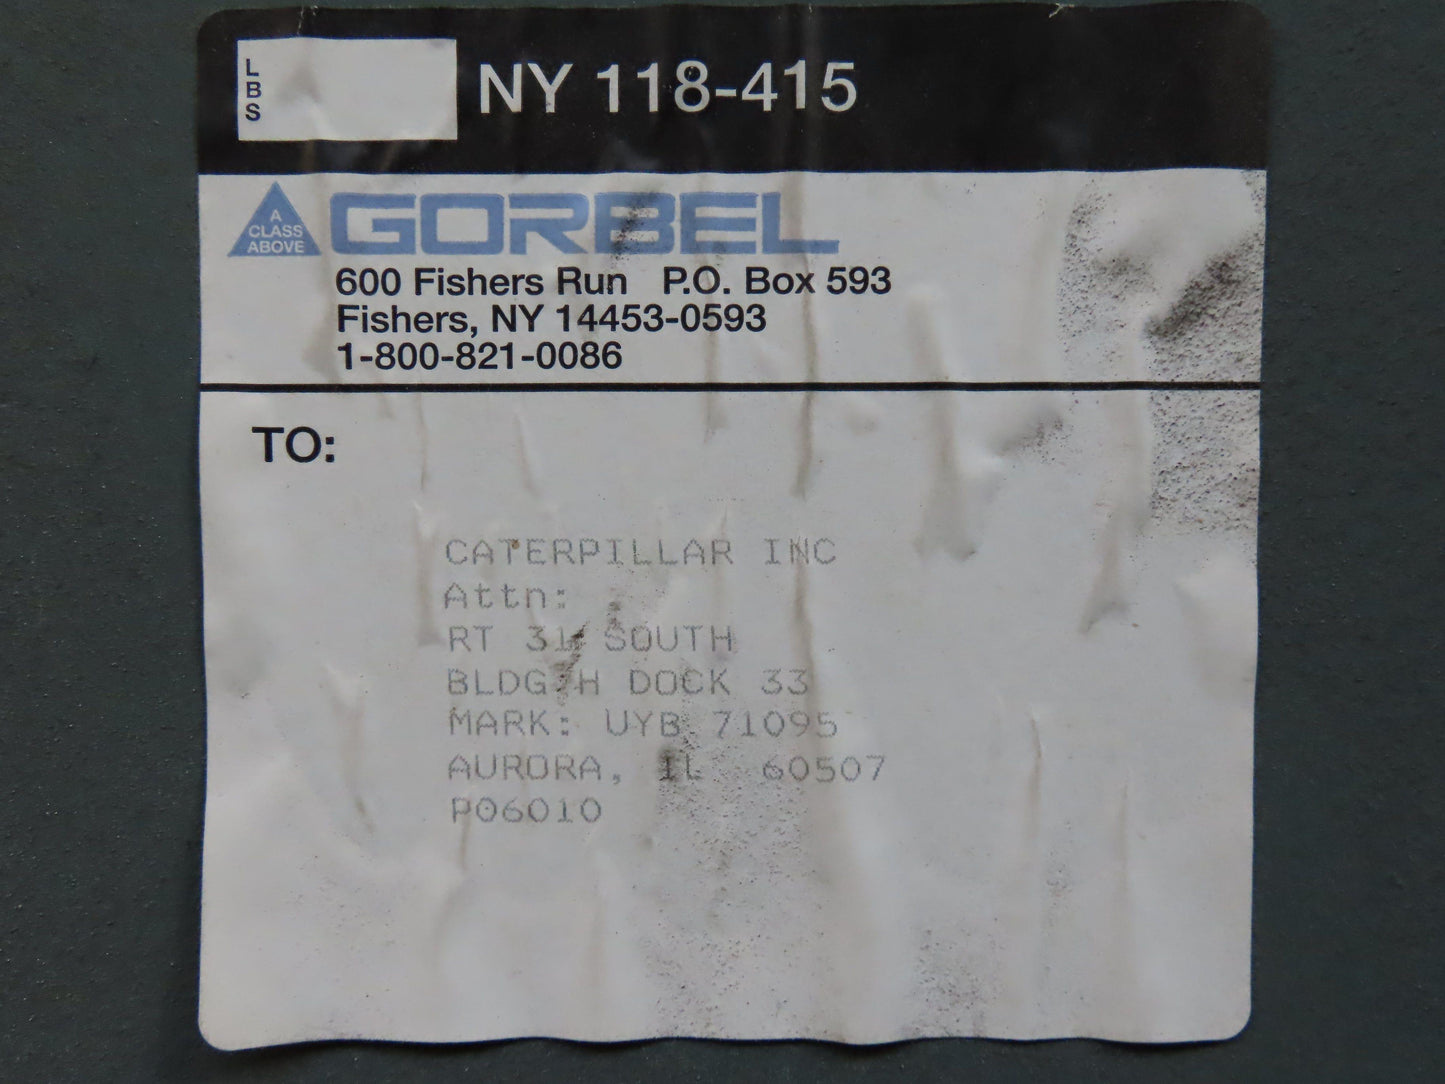 LBS
NY 118-415
A CLASS ABOVE
GORBEL
600 Fishers Run P.O. Box 593
Fishers, NY 14453-0593
1-800-821-0086
TO:
CATERPILLAR INC
Attn:
RT 31 SOUTH
BLDG H DOCK 33
MARK: UYB 71095
AURORA, IL 60507
P06010